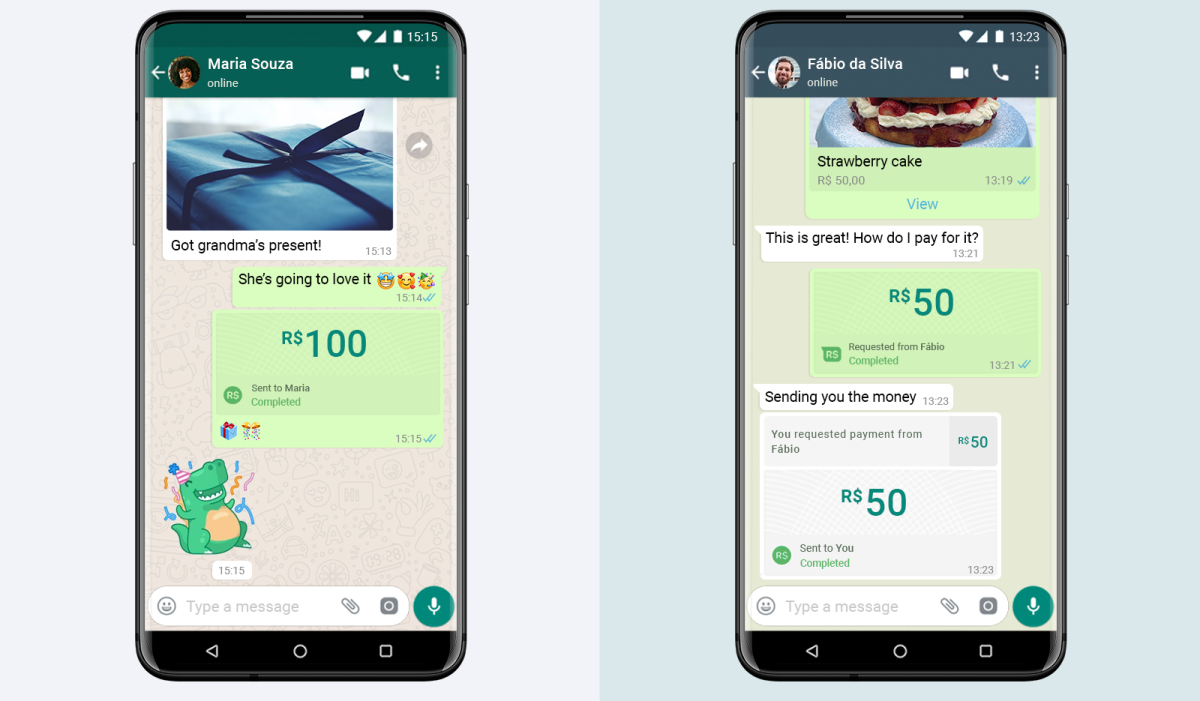 15:15
Maria Souza
online
Got grandma's present!
15:13
She's going to love it 🤩🥰🥳
15:14
R$100
R$
Sent to Maria
Completed
🎁🎊
15:15
15:15
Type a message
13:23
Fábio da Silva
online
Strawberry cake
R$ 50,00
13:19
View
This is great! How do I pay for it?
13:21
R$50
R$
Requested from Fábio
Completed
13:21
Sending you the money
13:23
You requested payment from
Fábio
R$50
R$50
R$
Sent to You
Completed
13:23
Type a message